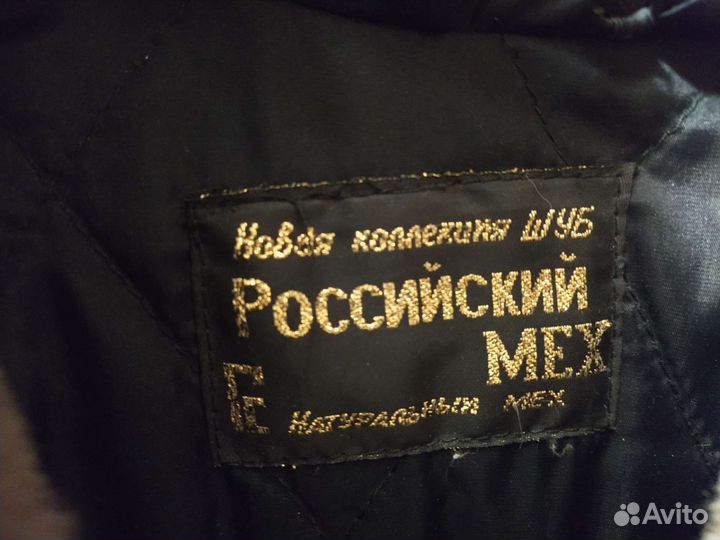 Новая коллекция ШУБ
РОССИЙСКИЙ
МЕХ
НАТУРАЛЬНЫЙ МЕХ
Avito